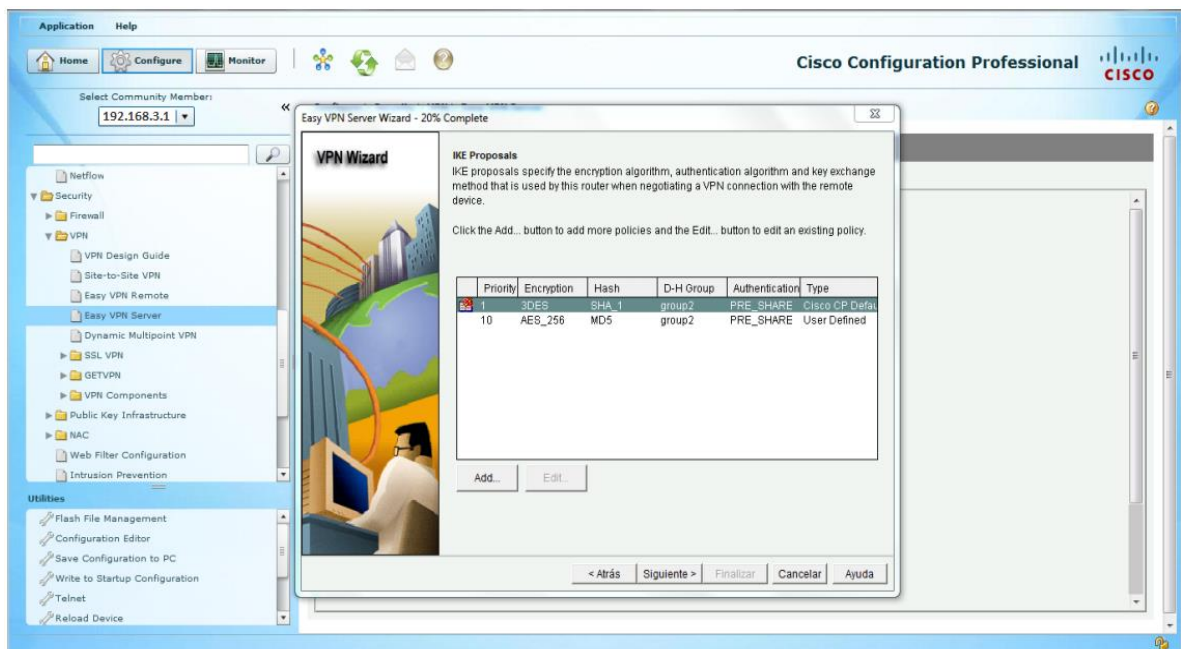 Application Help
Home Configure Monitor
Cisco Configuration Professional
CISCO
Select Community Member:
192.168.3.1
«
Netflow
Security
Firewall
VPN
VPN Design Guide
Site-to-Site VPN
Easy VPN Remote
Easy VPN Server
Dynamic Multipoint VPN
SSL VPN
GETVPN
VPN Components
Public Key Infrastructure
NAC
Web Filter Configuration
Intrusion Prevention
Utilities
Flash File Management
Configuration Editor
Save Configuration to PC
Write to Startup Configuration
Telnet
Reload Device
Easy VPN Server Wizard - 20% Complete
VPN Wizard
IKE Proposals
IKE proposals specify the encryption algorithm, authentication algorithm and key exchange
method that is used by this router when negotiating a VPN connection with the remote
device.
Click the Add... button to add more policies and the Edit... button to edit an existing policy.
Priority Encryption Hash D-H Group Authentication Type
1 3DES SHA_1 group2 PRE_SHARE Cisco CP Defau
10 AES_256 MD5 group2 PRE_SHARE User Defined
Add... Edit...
< Atrás Siguiente > Finalizar Cancelar Ayuda